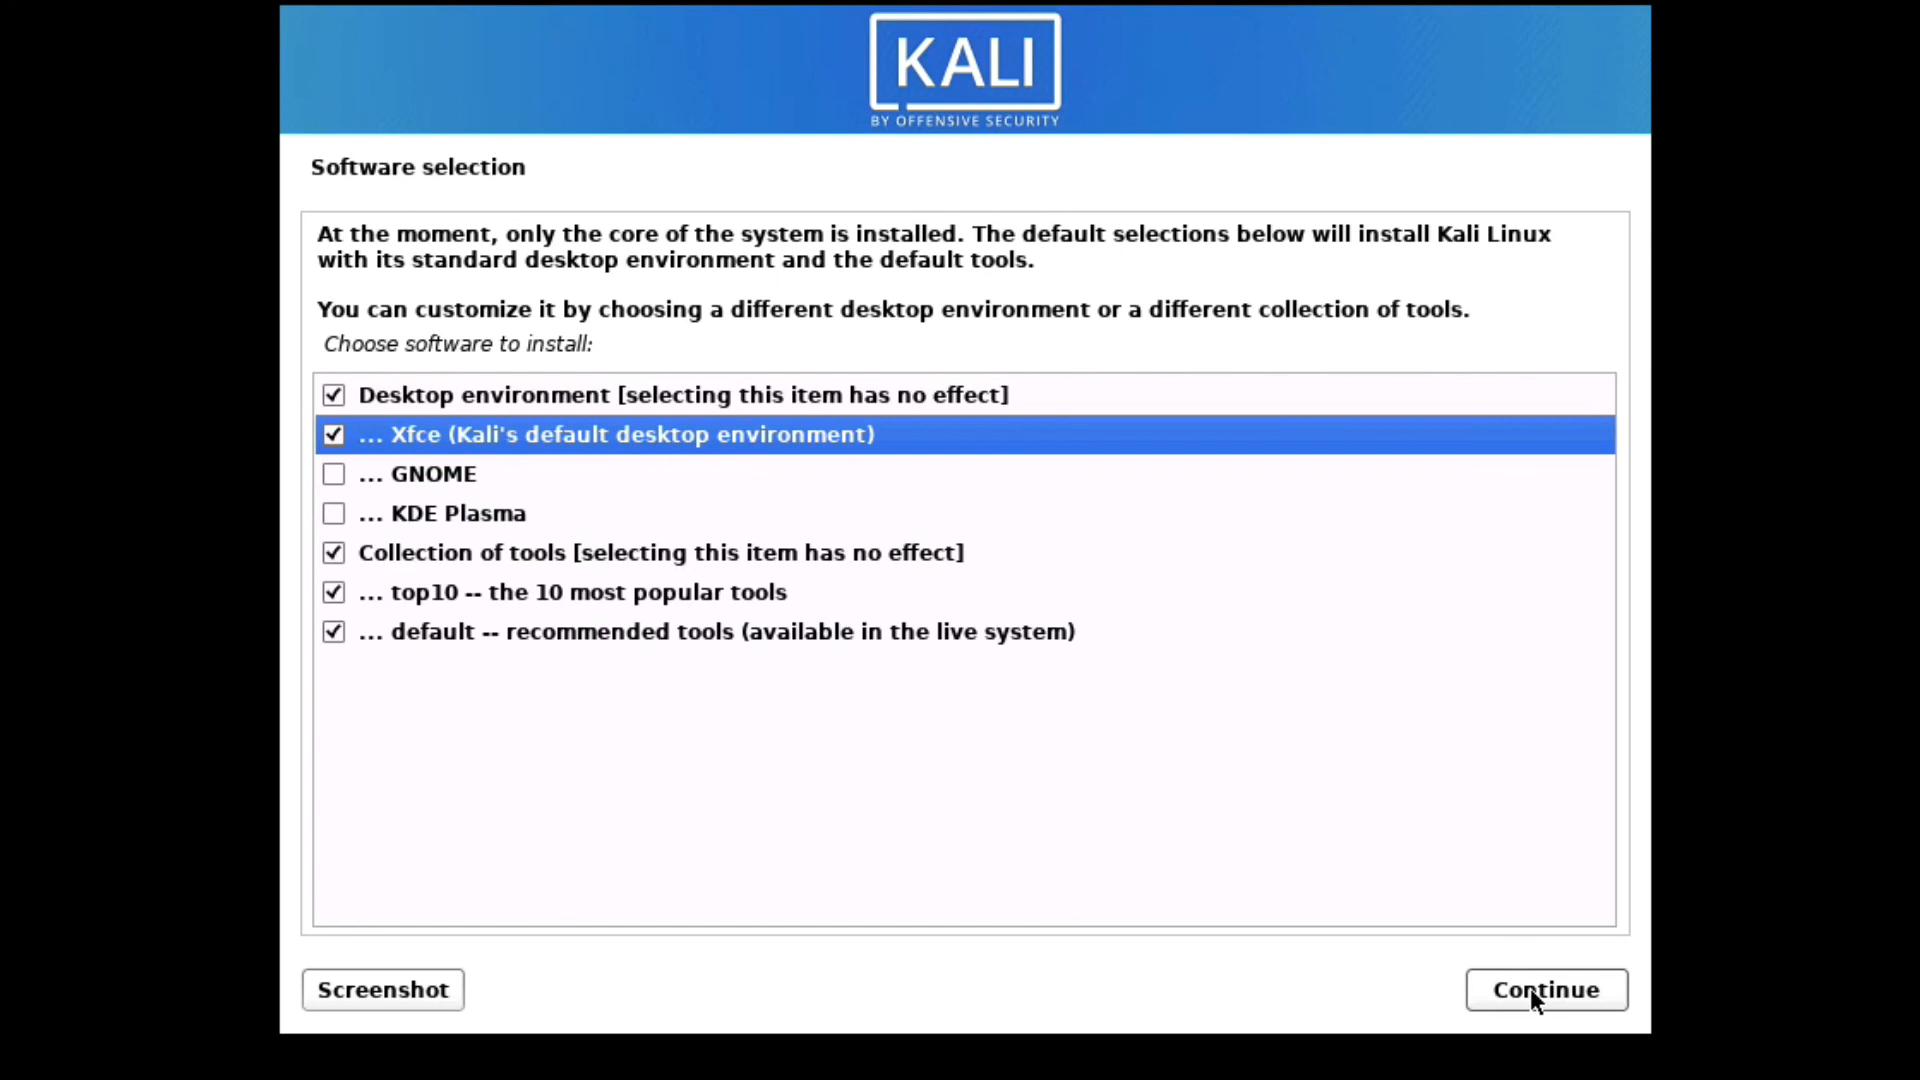 KALI
BY OFFENSIVE SECURITY
Software selection
At the moment, only the core of the system is installed. The default selections below will install Kali Linux
with its standard desktop environment and the default tools.
You can customize it by choosing a different desktop environment or a different collection of tools.
Choose software to install:
Desktop environment [selecting this item has no effect]
... Xfce (Kali's default desktop environment)
... GNOME
... KDE Plasma
Collection of tools [selecting this item has no effect]
... top10 -- the 10 most popular tools
... default -- recommended tools (available in the live system)
Screenshot
Continue